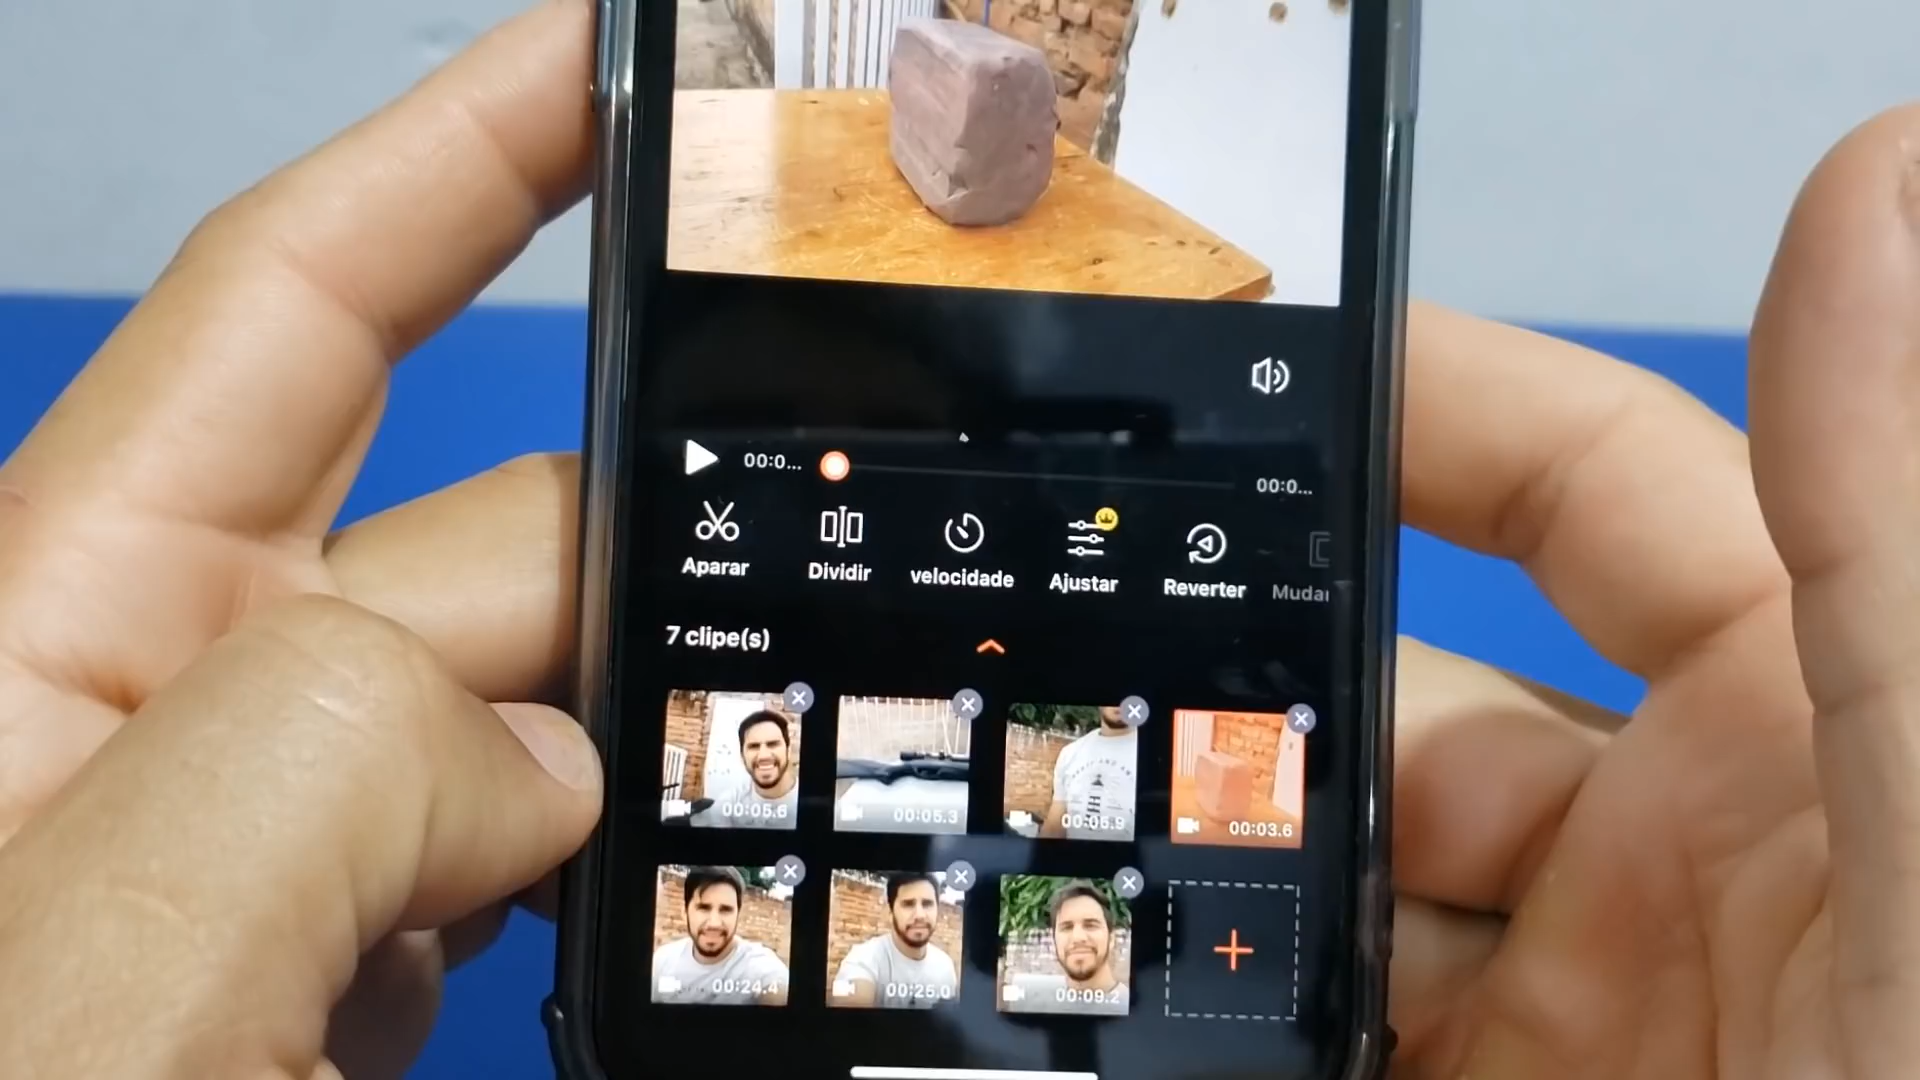 00:0...
00:0...
Aparar
Dividir
velocidade
Ajustar
Reverter
Mudar
7 clipe(s)
00:05.6
00:05.3
00:05.9
00:03.6
00:24.4
00:25.0
00:09.2